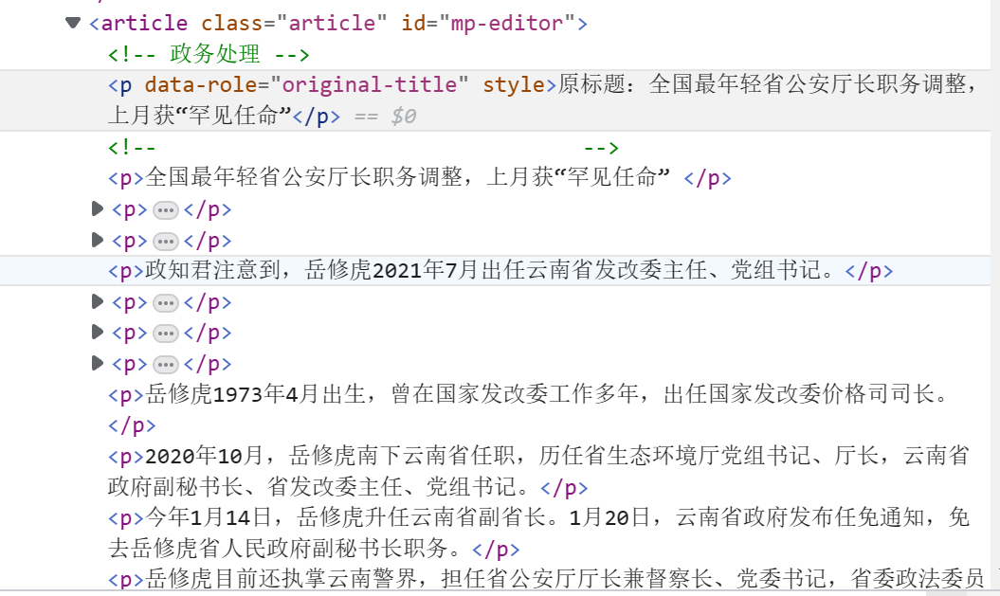 <article class="article" id="mp-editor">
<!-- 政务处理 -->
<p data-role="original-title" style>原标题：全国最年轻省公安厅长职务调整，
上月获“罕见任命”</p> == $0
<!-- -->
<p>全国最年轻省公安厅长职务调整，上月获“罕见任命” </p>
<p>…</p>
<p>…</p>
<p>政知君注意到，岳修虎2021年7月出任云南省发改委主任、党组书记。</p>
<p>…</p>
<p>…</p>
<p>…</p>
<p>岳修虎1973年4月出生，曾在国家发改委工作多年，出任国家发改委价格司司长。
</p>
<p>2020年10月，岳修虎南下云南省任职，历任省生态环境厅党组书记、厅长，云南省
政府副秘书长、省发改委主任、党组书记。</p>
<p>今年1月14日，岳修虎升任云南省副省长。1月20日，云南省政府发布任免通知，免
去岳修虎省人民政府副秘书长职务。</p>
<p>岳修虎目前还执掌云南警界，担任省公安厅厅长兼督察长、党委书记，省委政法委员